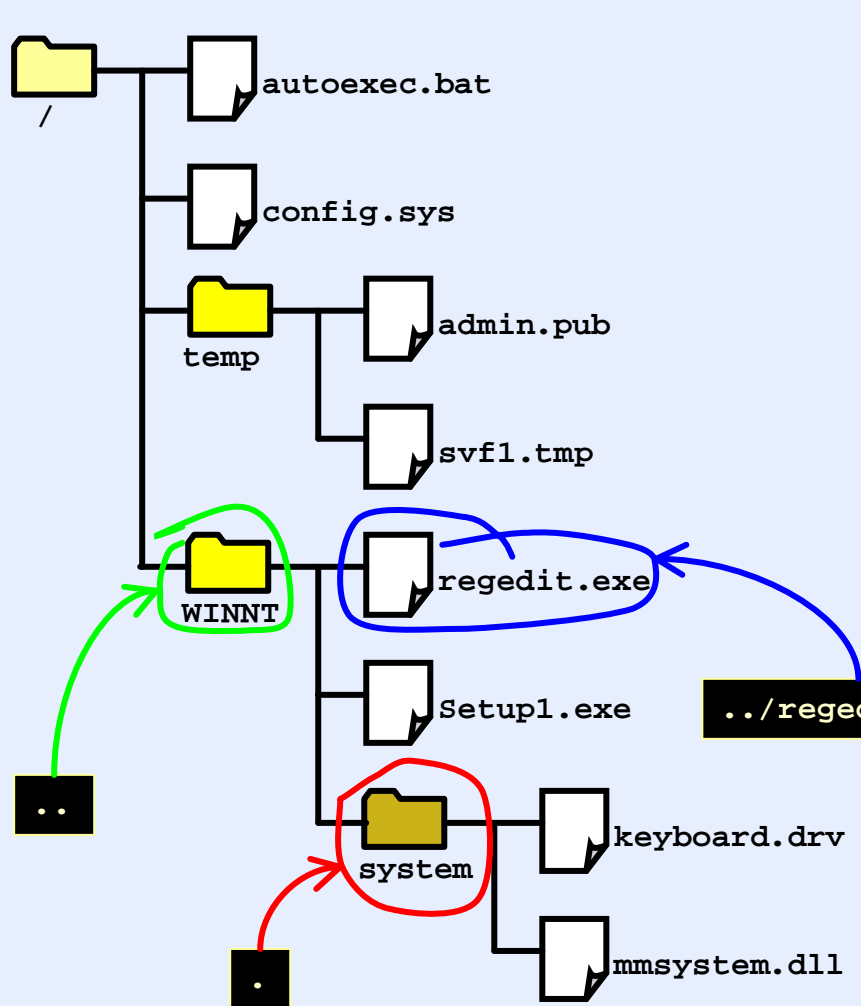 autoexec.bat
/
config.sys
admin.pub
temp
svf1.tmp
regedit.exe
WINNT
Setup1.exe
..
keyboard.drv
system
mmsystem.dll
.